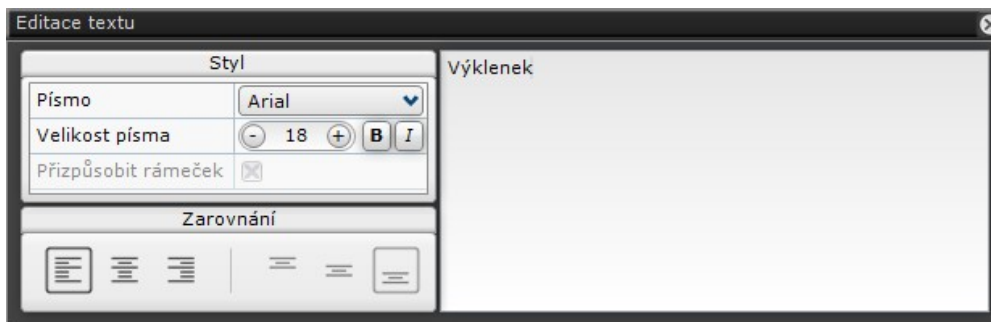 Editace textu
Styl
Písmo
Arial
Velikost písma
- 18 + B I
Přizpůsobit rámeček
Zarovnání
Výklenek